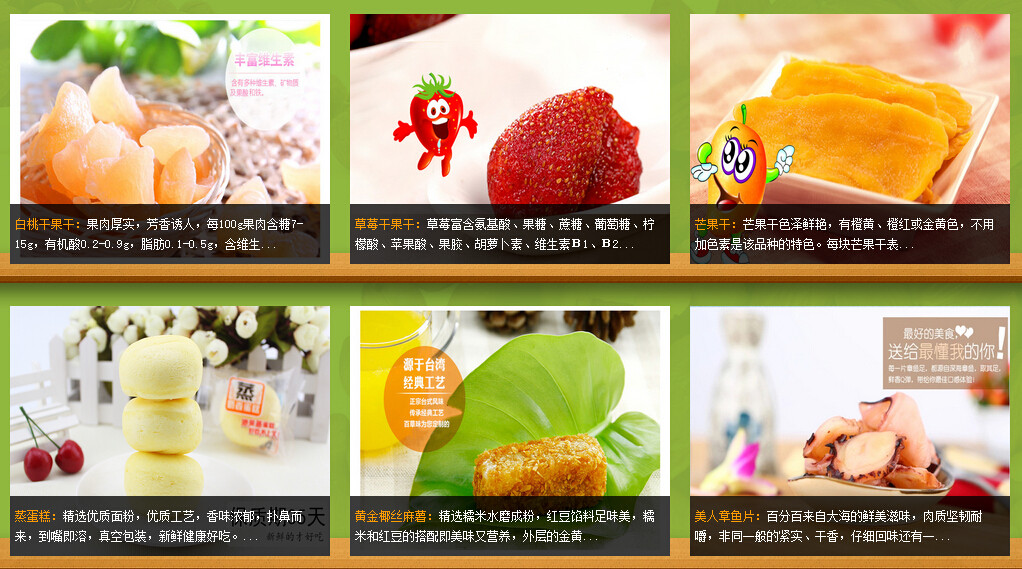 丰富维生素
含有多种维生素、矿物质
及果酸和铁。
白桃干果干：果肉厚实，芳香诱人，每100g果肉含糖7-
15g，有机酸0.2-0.9g，脂肪0.1-0.5g，含维生...
草莓干果干：草莓富含氨基酸、果糖、蔗糖、葡萄糖、柠
檬酸、苹果酸、果胶、胡萝卜素、维生素B1、B2...
芒果干：芒果干色泽鲜艳，有橙黄、橙红或金黄色，不用
加色素是该品种的特色。每块芒果干表...
蒸
蒸蛋糕：精选优质面粉，优质工艺，香味浓郁，扑鼻而
来，到嘴即溶，真空包装，新鲜健康好吃。...
新鲜的才好吃
源于台湾
经典工艺
正宗台式风味
传承经典工艺
百草味为您定制的
黄金椰丝麻薯：精选糯米水磨成粉，红豆馅料足味美，糯
米和红豆的搭配即美味又营养，外层的金黄...
最好的美食，
送给最懂我的你！
美人章鱼片：百分百来自大海的鲜美滋味，肉质坚韧耐
嚼，非同一般的紧实、干香，仔细回味还有一...